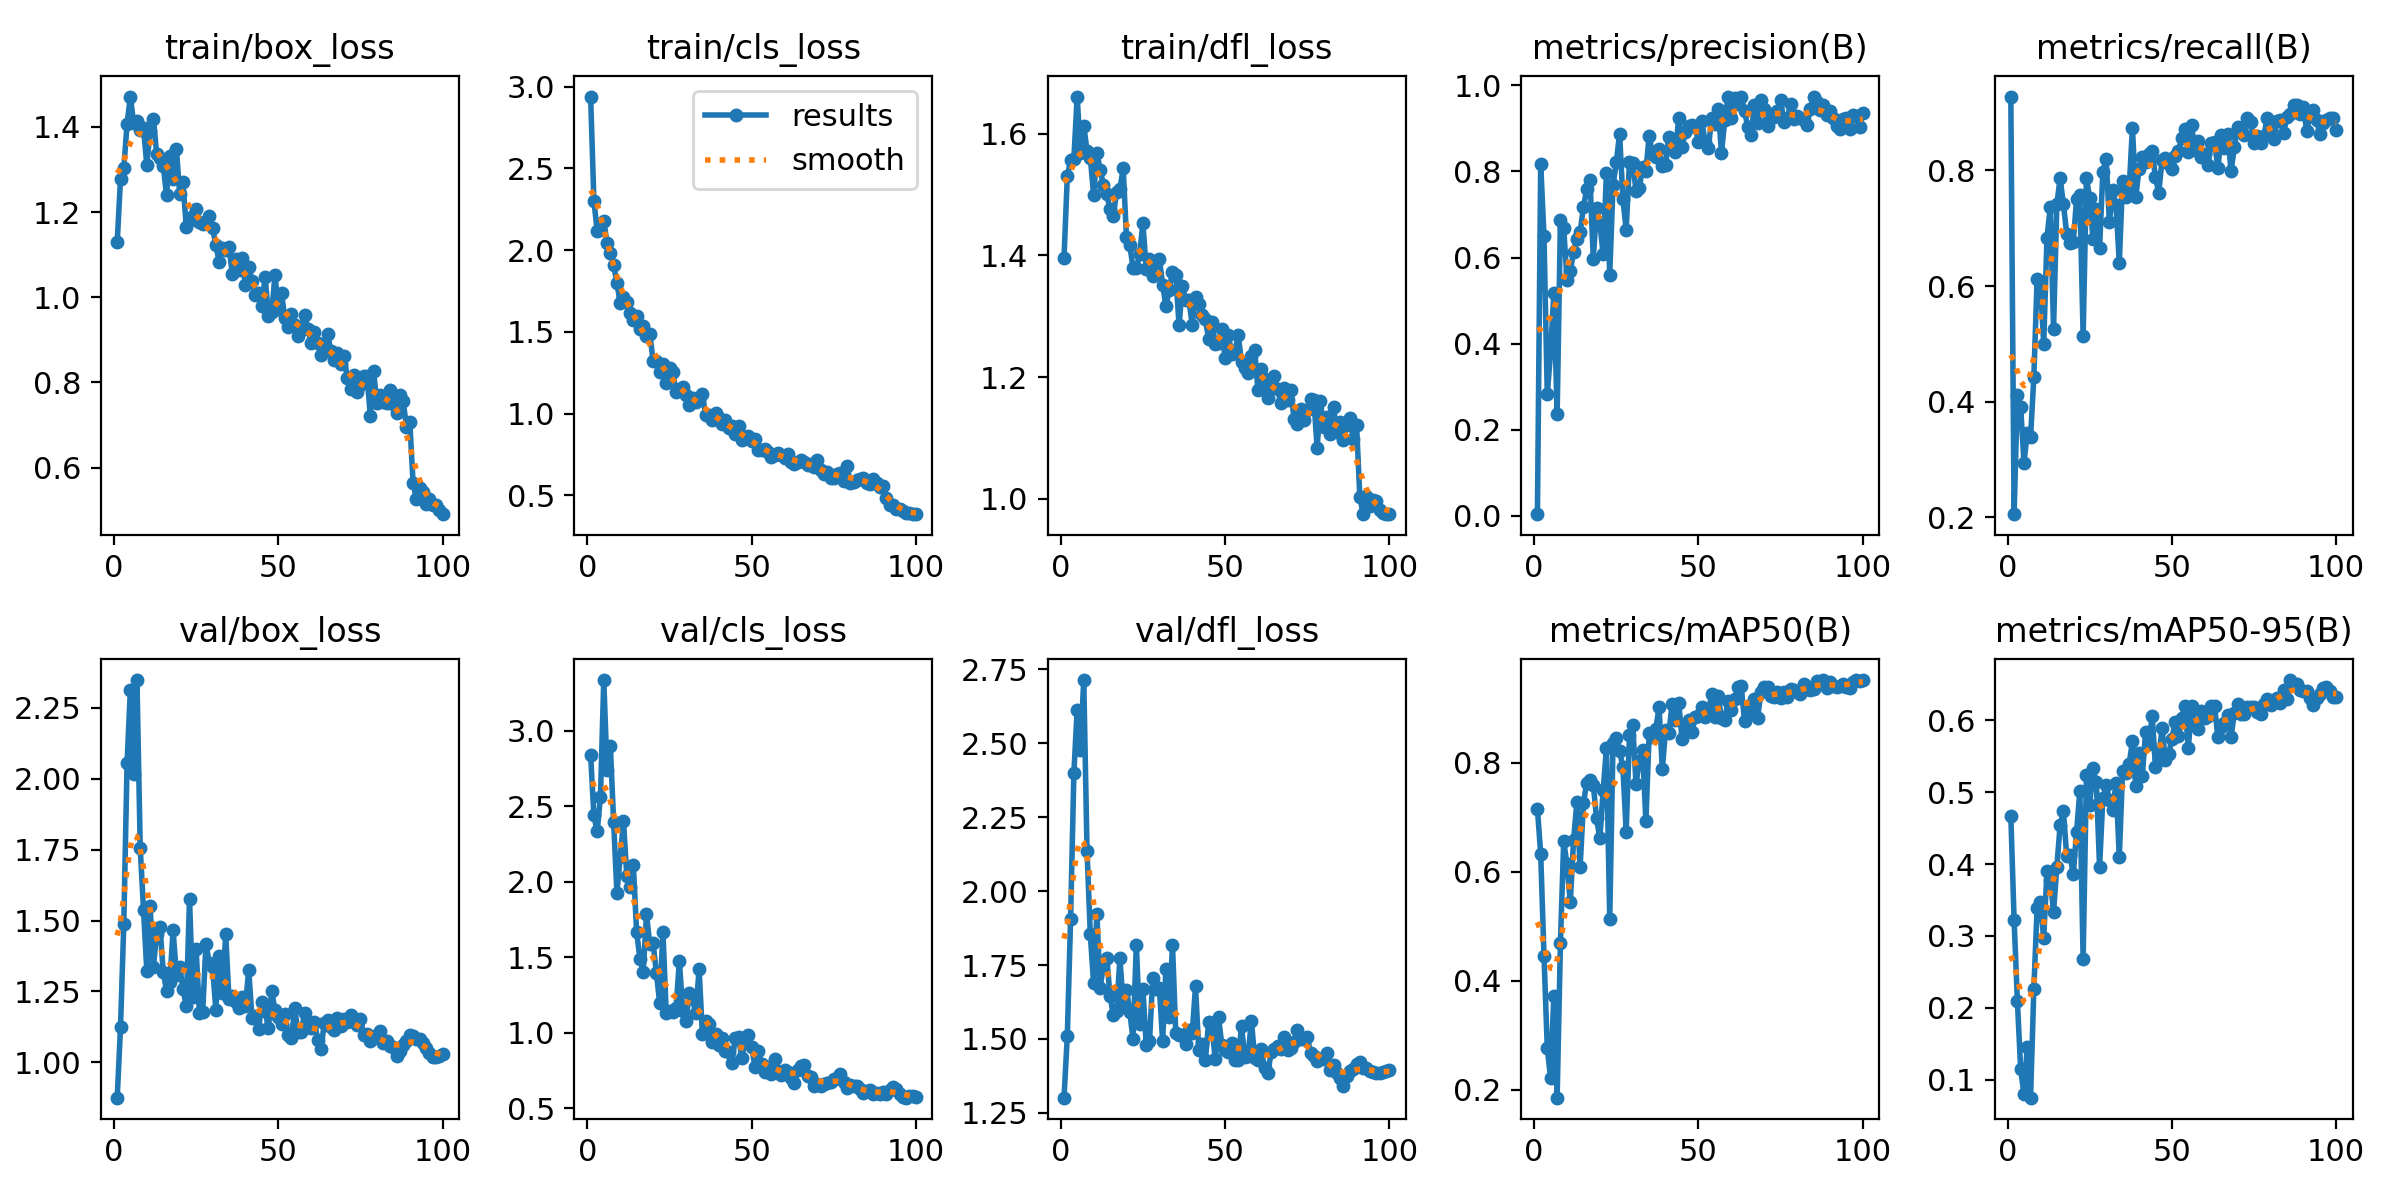 train/box_loss
1.4
1.2
1.0
0.8
0.6
0 50 100
train/cls_loss
3.0
2.5
2.0
1.5
1.0
0.5
results
smooth
0 50 100
train/dfl_loss
1.6
1.4
1.2
1.0
0 50 100
metrics/precision(B)
1.0
0.8
0.6
0.4
0.2
0.0
0 50 100
metrics/recall(B)
0.8
0.6
0.4
0.2
0 50 100
val/box_loss
2.25
2.00
1.75
1.50
1.25
1.00
0 50 100
val/cls_loss
3.0
2.5
2.0
1.5
1.0
0.5
0 50 100
val/dfl_loss
2.75
2.50
2.25
2.00
1.75
1.50
1.25
0 50 100
metrics/mAP50(B)
0.8
0.6
0.4
0.2
0 50 100
metrics/mAP50-95(B)
0.6
0.5
0.4
0.3
0.2
0.1
0 50 100